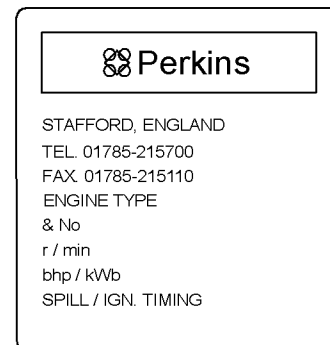 Perkins
STAFFORD, ENGLAND
TEL. 01785-215700
FAX. 01785-215110
ENGINE TYPE
& No
r / min
bhp / kWb
SPILL / IGN. TIMING